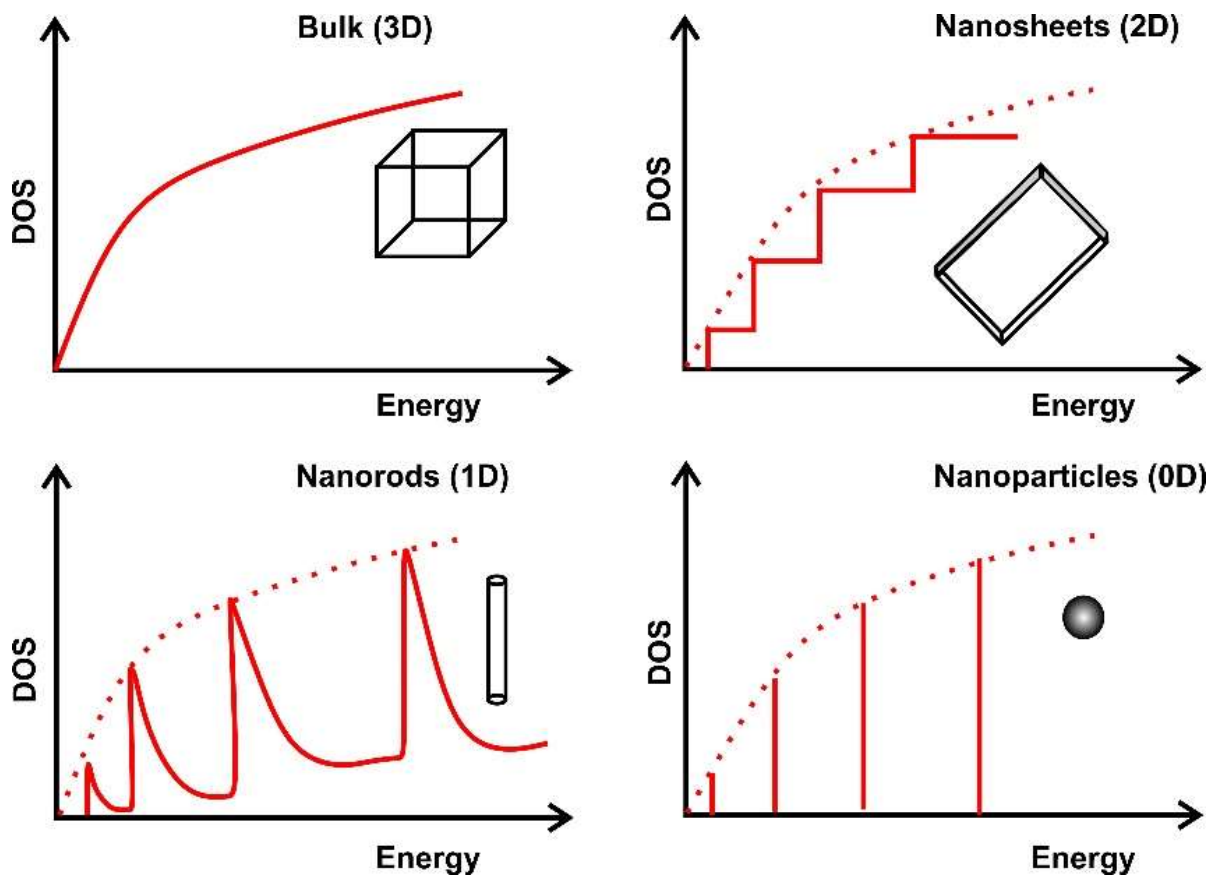 Bulk (3D)
DOS
Energy
Nanosheets (2D)
DOS
Energy
Nanorods (1D)
DOS
Energy
Nanoparticles (0D)
DOS
Energy